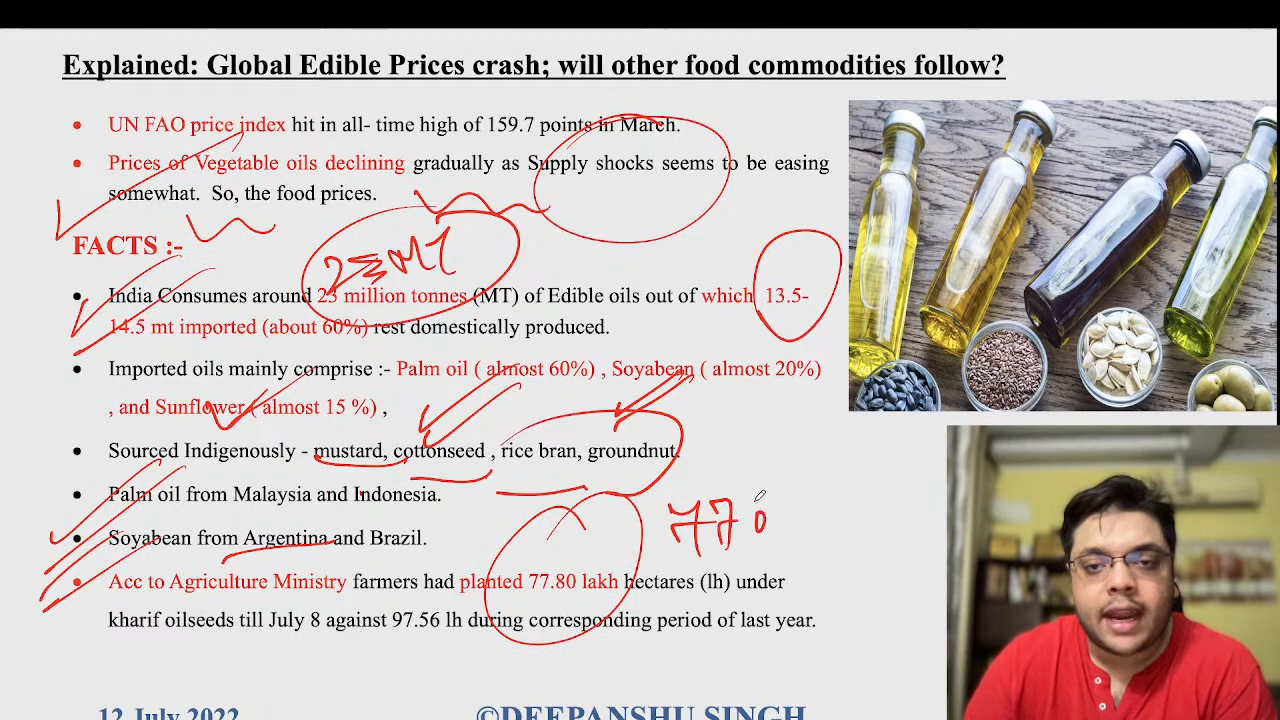 Explained: Global Edible Prices crash; will other food commodities follow?
• UN FAO price index hit in all- time high of 159.7 points in March.
• Prices of Vegetable oils declining gradually as Supply shocks seems to be easing
somewhat. So, the food prices.
FACTS :-
23 MT
• India Consumes around 23 million tonnes (MT) of Edible oils out of which 13.5-
14.5 mt imported (about 60%) rest domestically produced.
• Imported oils mainly comprise :- Palm oil ( almost 60%) , Soyabean ( almost 20%)
, and Sunflower ( almost 15 %) ,
• Sourced Indigenously - mustard, cottonseed , rice bran, groundnut.
• Palm oil from Malaysia and Indonesia.
770
• Soyabean from Argentina and Brazil.
• Acc to Agriculture Ministry farmers had planted 77.80 lakh hectares (lh) under
kharif oilseeds till July 8 against 97.56 lh during corresponding period of last year.
12 July 2022
©DEEPANSHU SINGH